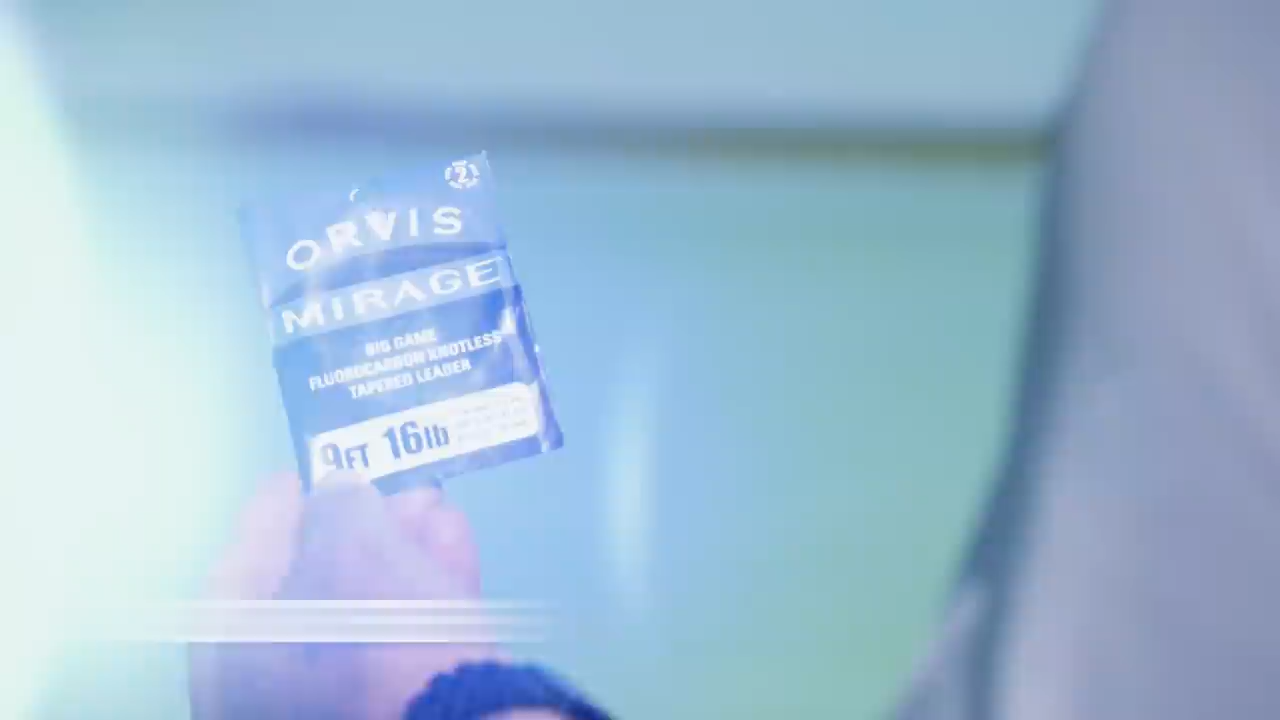 2
ORVIS
MIRAGE
BIG GAME
FLUOROCARBON KNOTLESS
TAPERED LEADER
9FT 16lb